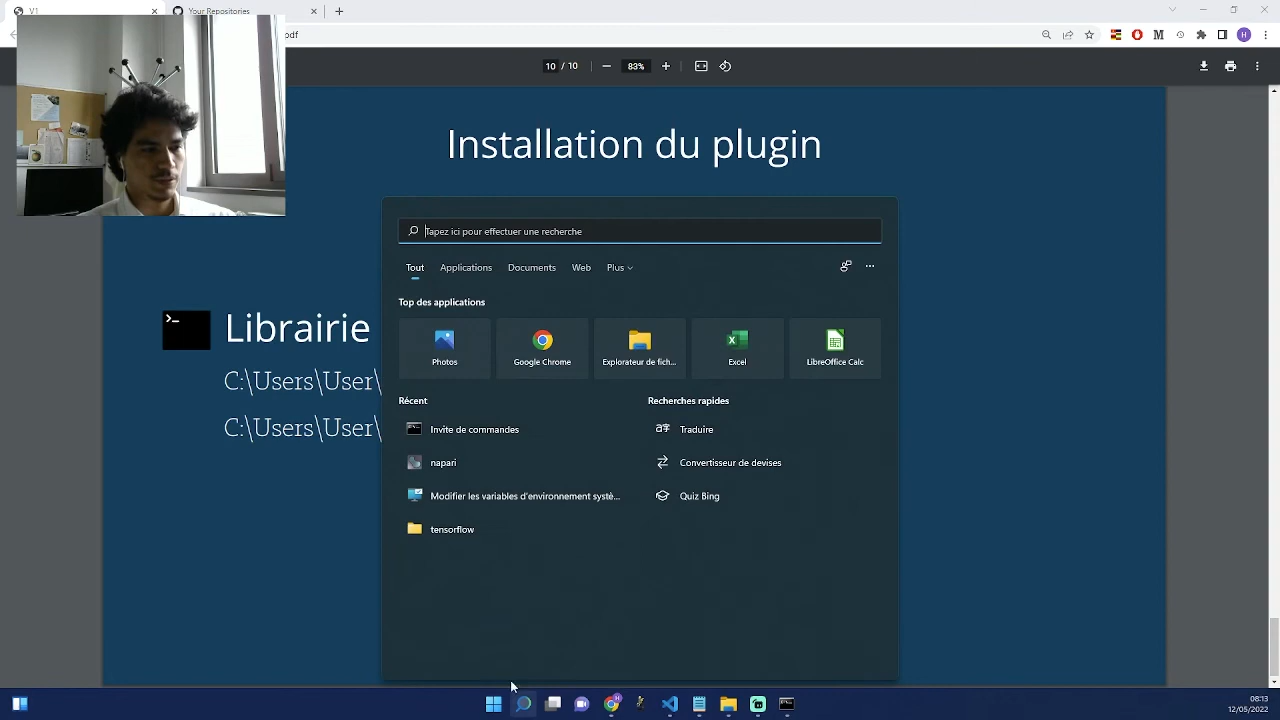 V1
Your Repositories
pdf
10 / 10
83%
Installation du plugin
Tapez ici pour effectuer une recherche
Tout Applications Documents Web Plus
Top des applications
Photos Google Chrome Explorateur de fich... Excel LibreOffice Calc
Récent Recherches rapides
Invite de commandes Traduire
napari Convertisseur de devises
Modifier les variables d'environnement systè... Quiz Bing
tensorflow
Librairie
C:\Users\User\
C:\Users\User\
08:13
12/05/2022